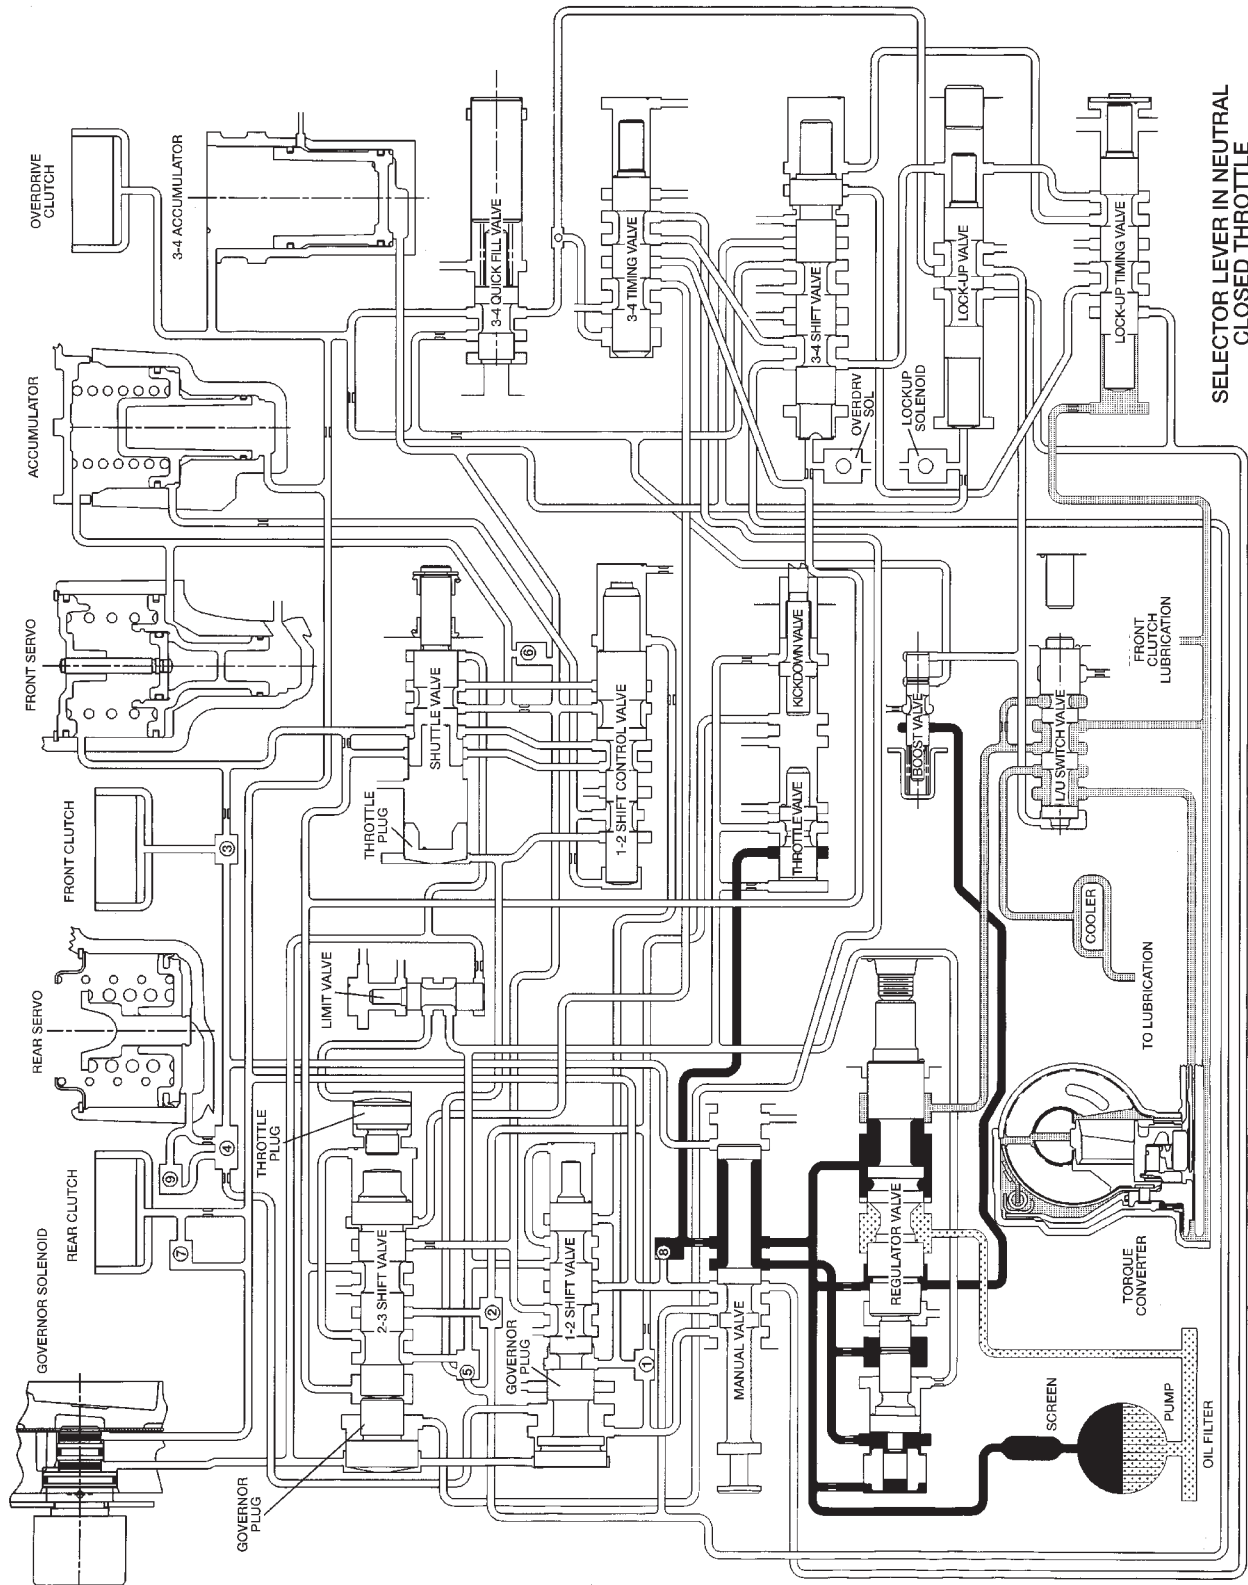 OVERDRIVE
CLUTCH
3-4 ACCUMULATOR
3-4 QUICK FILL VALVE
3-4 TIMING VALVE
3-4 SHIFT VALVE
LOCK-UP VALVE
LOCK-UP TIMING VALVE
ACCUMULATOR
OVERDRV
SOL
LOCKUP
SOLENOID
SELECTOR LEVER IN NEUTRAL
CLOSED THROTTLE
FRONT SERVO
SHUTTLE VALVE
THROTTLE
PLUG
6
1-2 SHIFT CONTROL VALVE
KICKDOWN VALVE
THROTTLE VALVE
BOOST VALVE
L/U SWITCH VALVE
FRONT
CLUTCH
LUBRICATION
FRONT CLUTCH
3
COOLER
TO LUBRICATION
REAR SERVO
LIMIT VALVE
THROTTLE
PLUG
9
4
REAR CLUTCH
7
2-3 SHIFT VALVE
2
5
1-2 SHIFT VALVE
GOVERNOR
PLUG
1
8
MANUAL VALVE
REGULATOR VALVE
TORQUE
CONVERTER
GOVERNOR SOLENOID
GOVERNOR
PLUG
SCREEN
PUMP
OIL FILTER